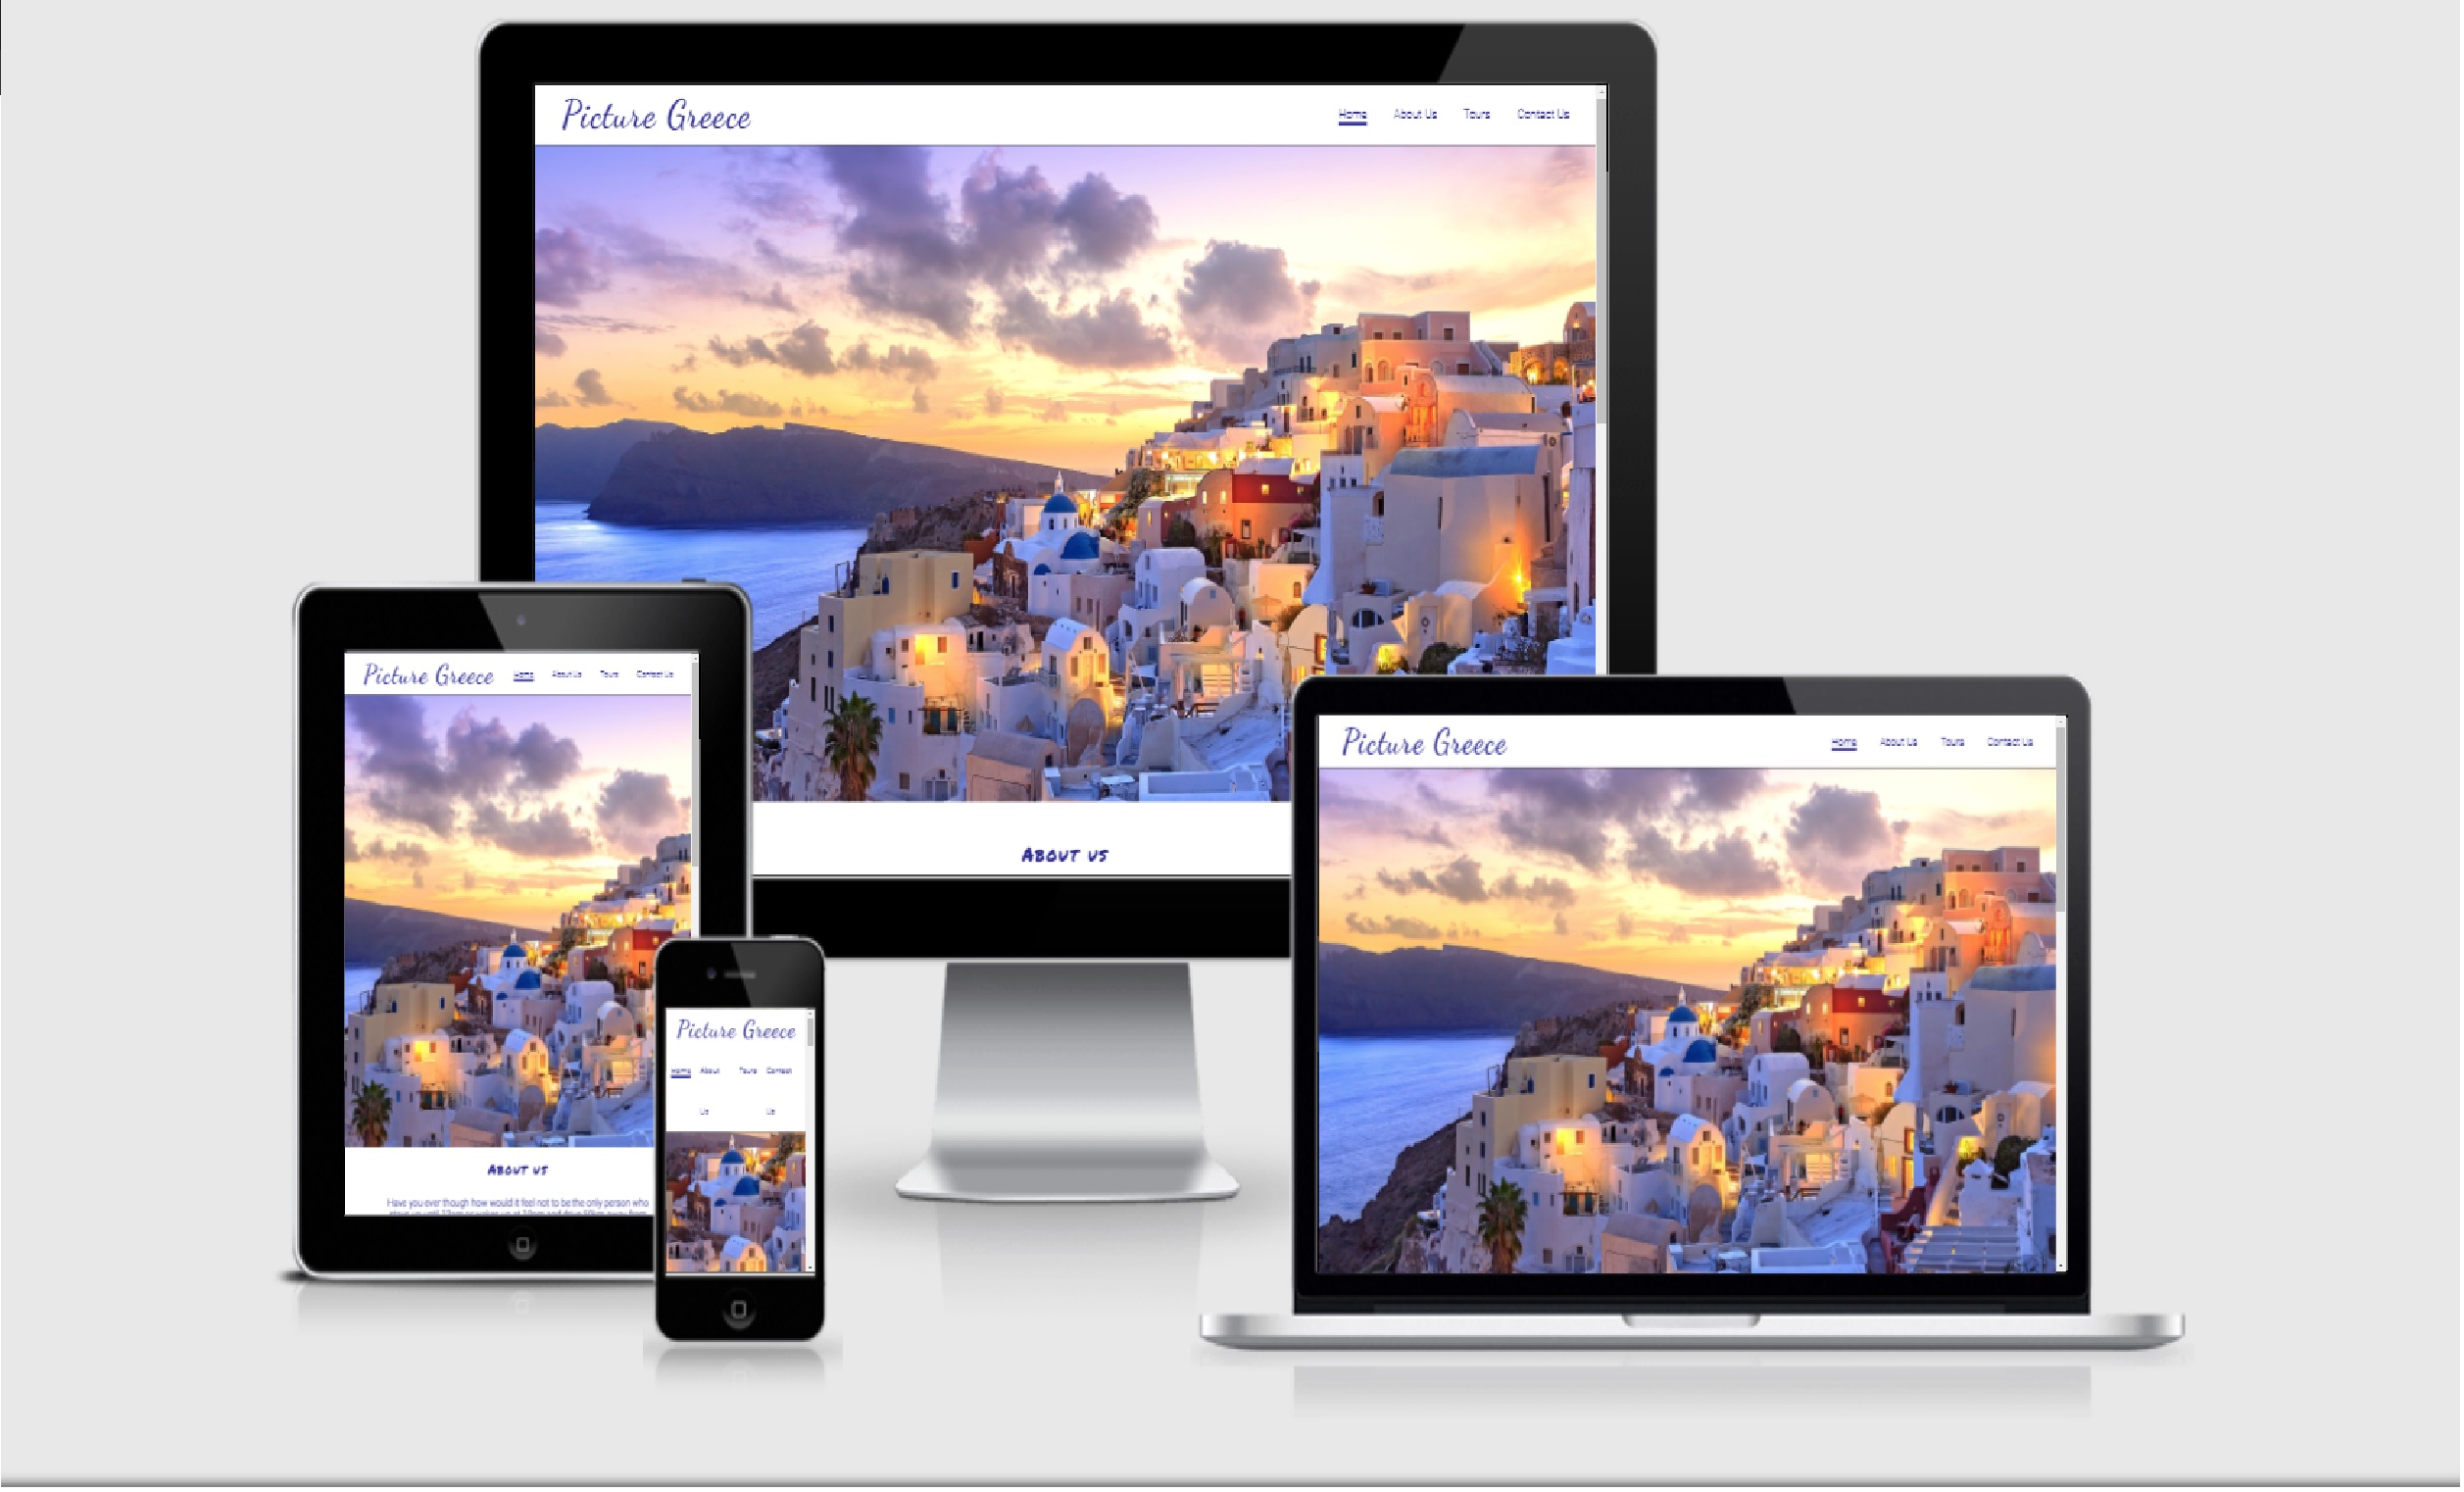 Picture Greece
Home About Us Tours Contact Us
About us
Picture Greece Home About Us Tours Contact Us
About us
Have you ever though how would it feel not to be the only person who
Picture Greece
Home About Tours Contact
Us Us
Picture Greece
Home About Us Tours Contact Us